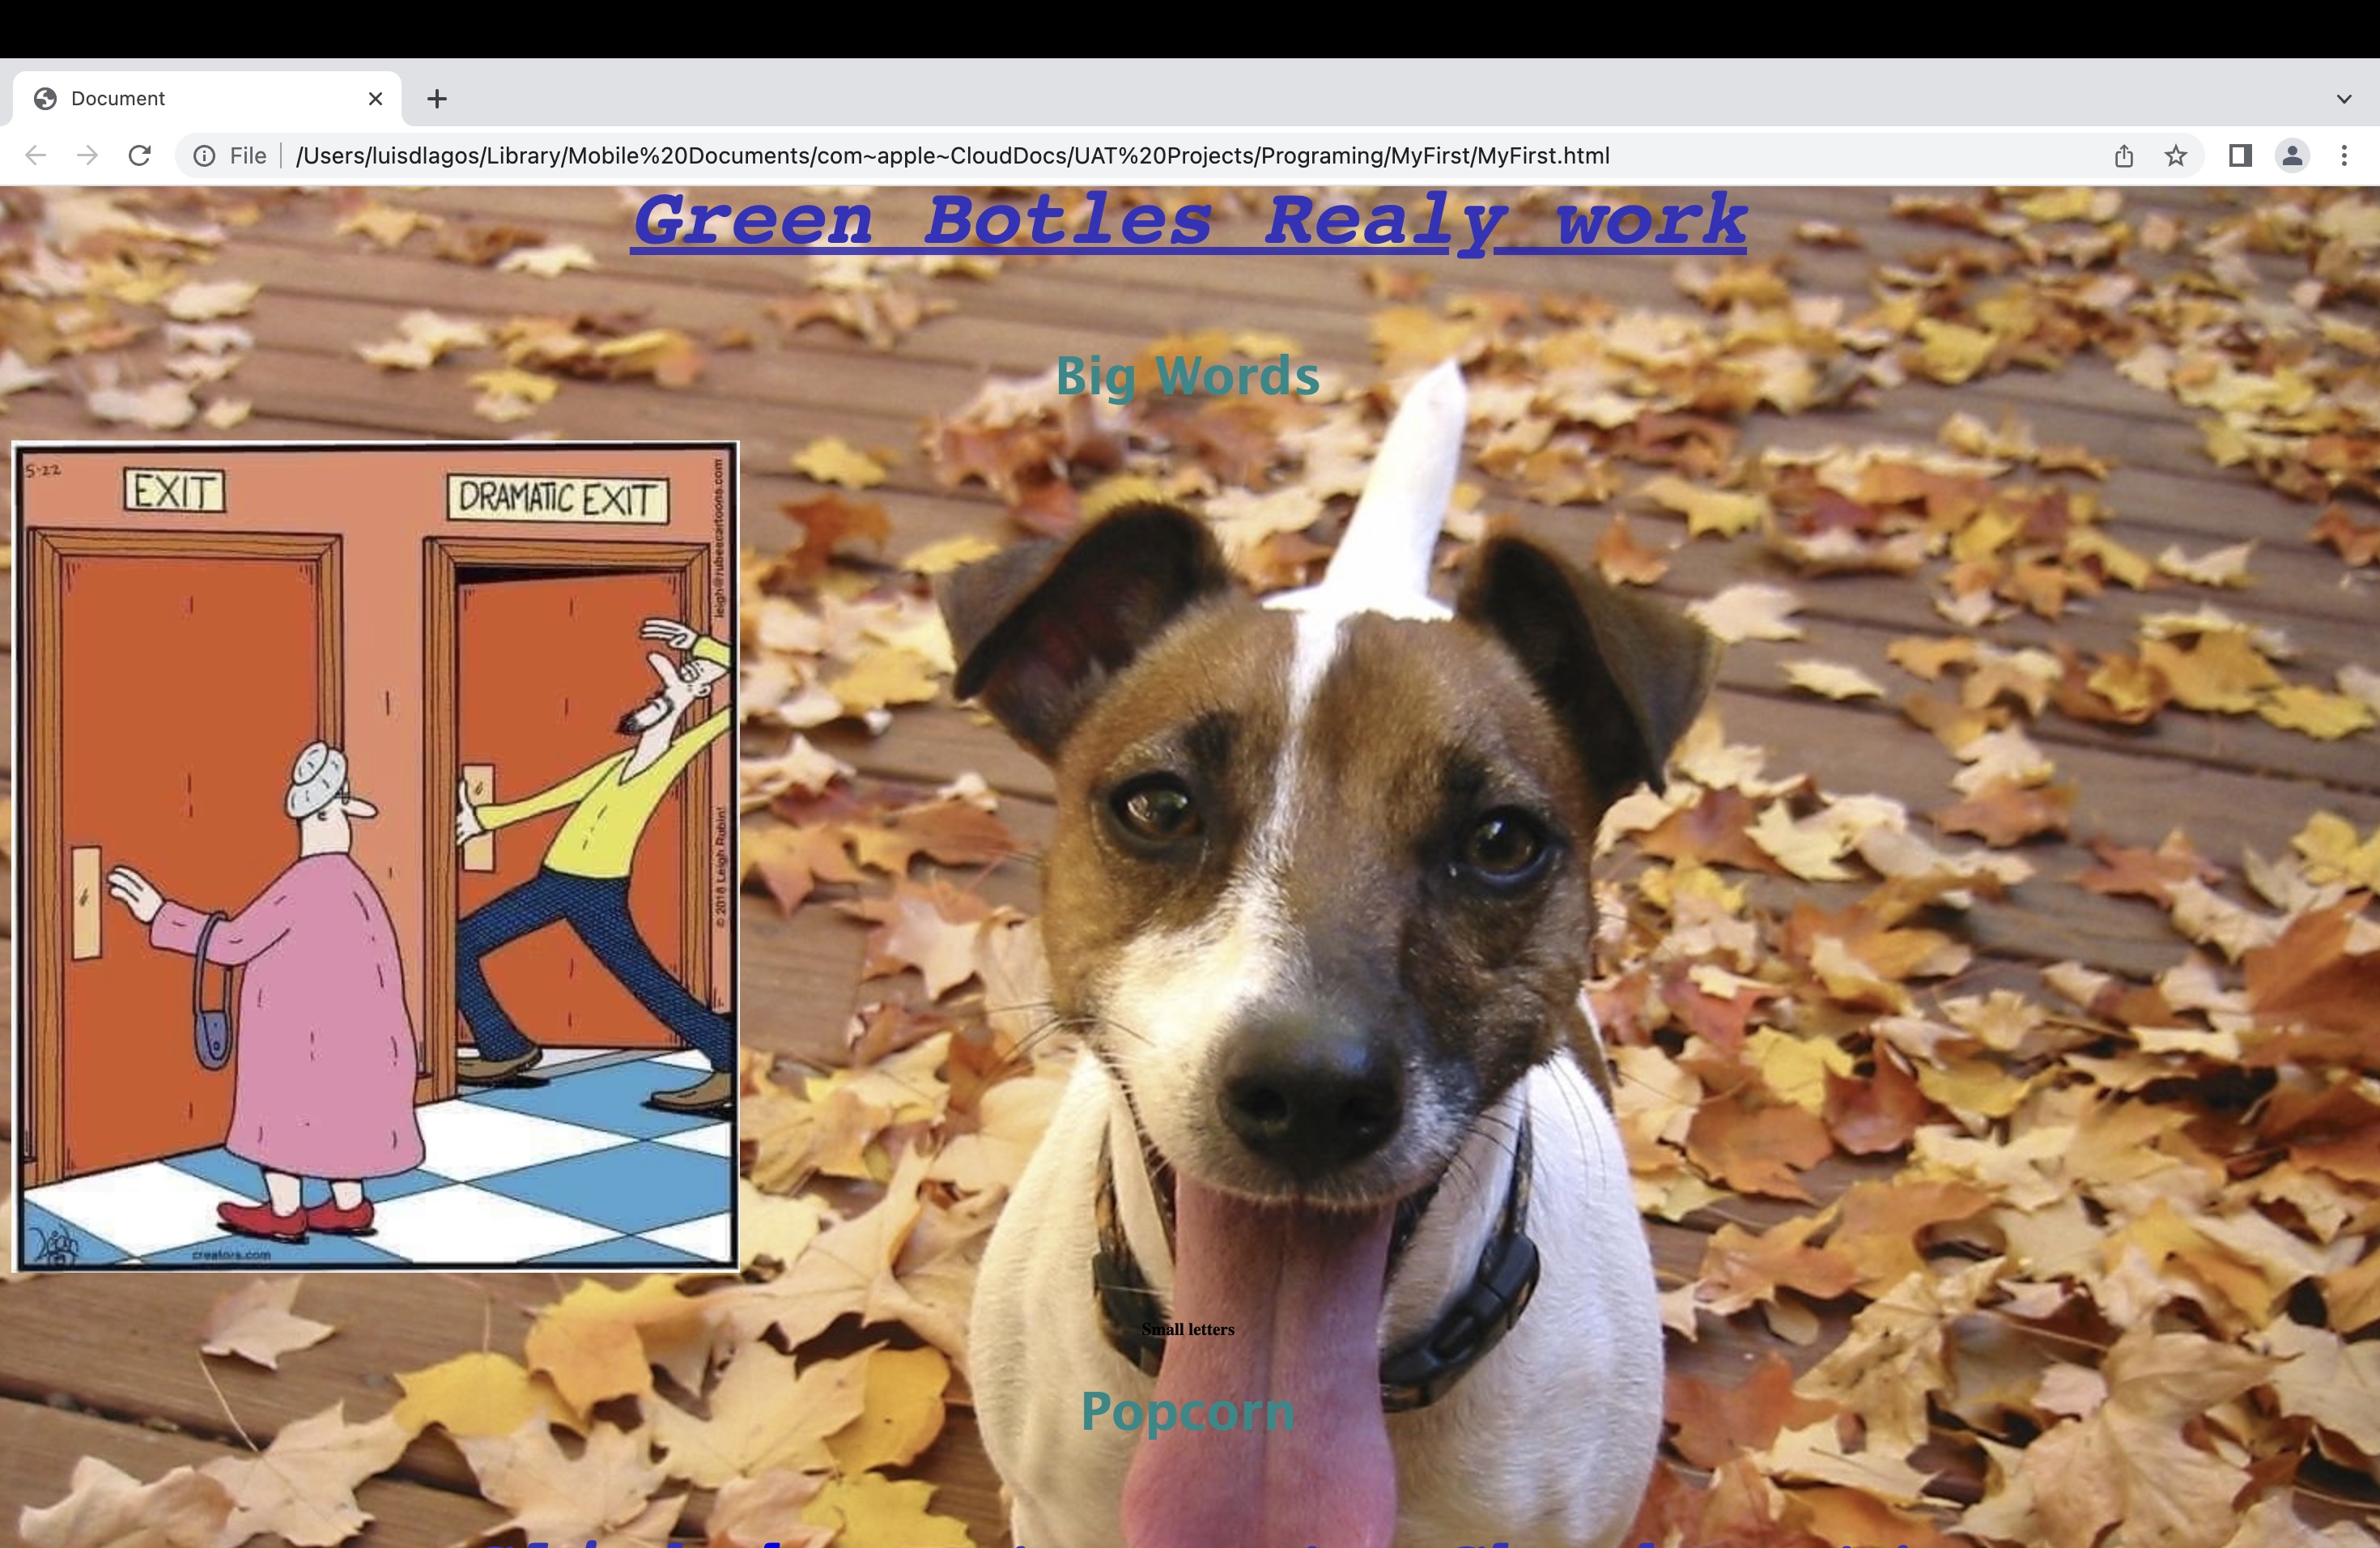 Document
File
/Users/luisdlagos/Library/Mobile%20Documents/com~apple~CloudDocs/UAT%20Projects/Programing/MyFirst/MyFirst.html
Green Botles Realy work
Big Words
5-22
EXIT
DRAMATIC EXIT
leigh@rubescartoons.com
© 2018 Leigh Rubin!
creators.com
Small letters
Popcorn